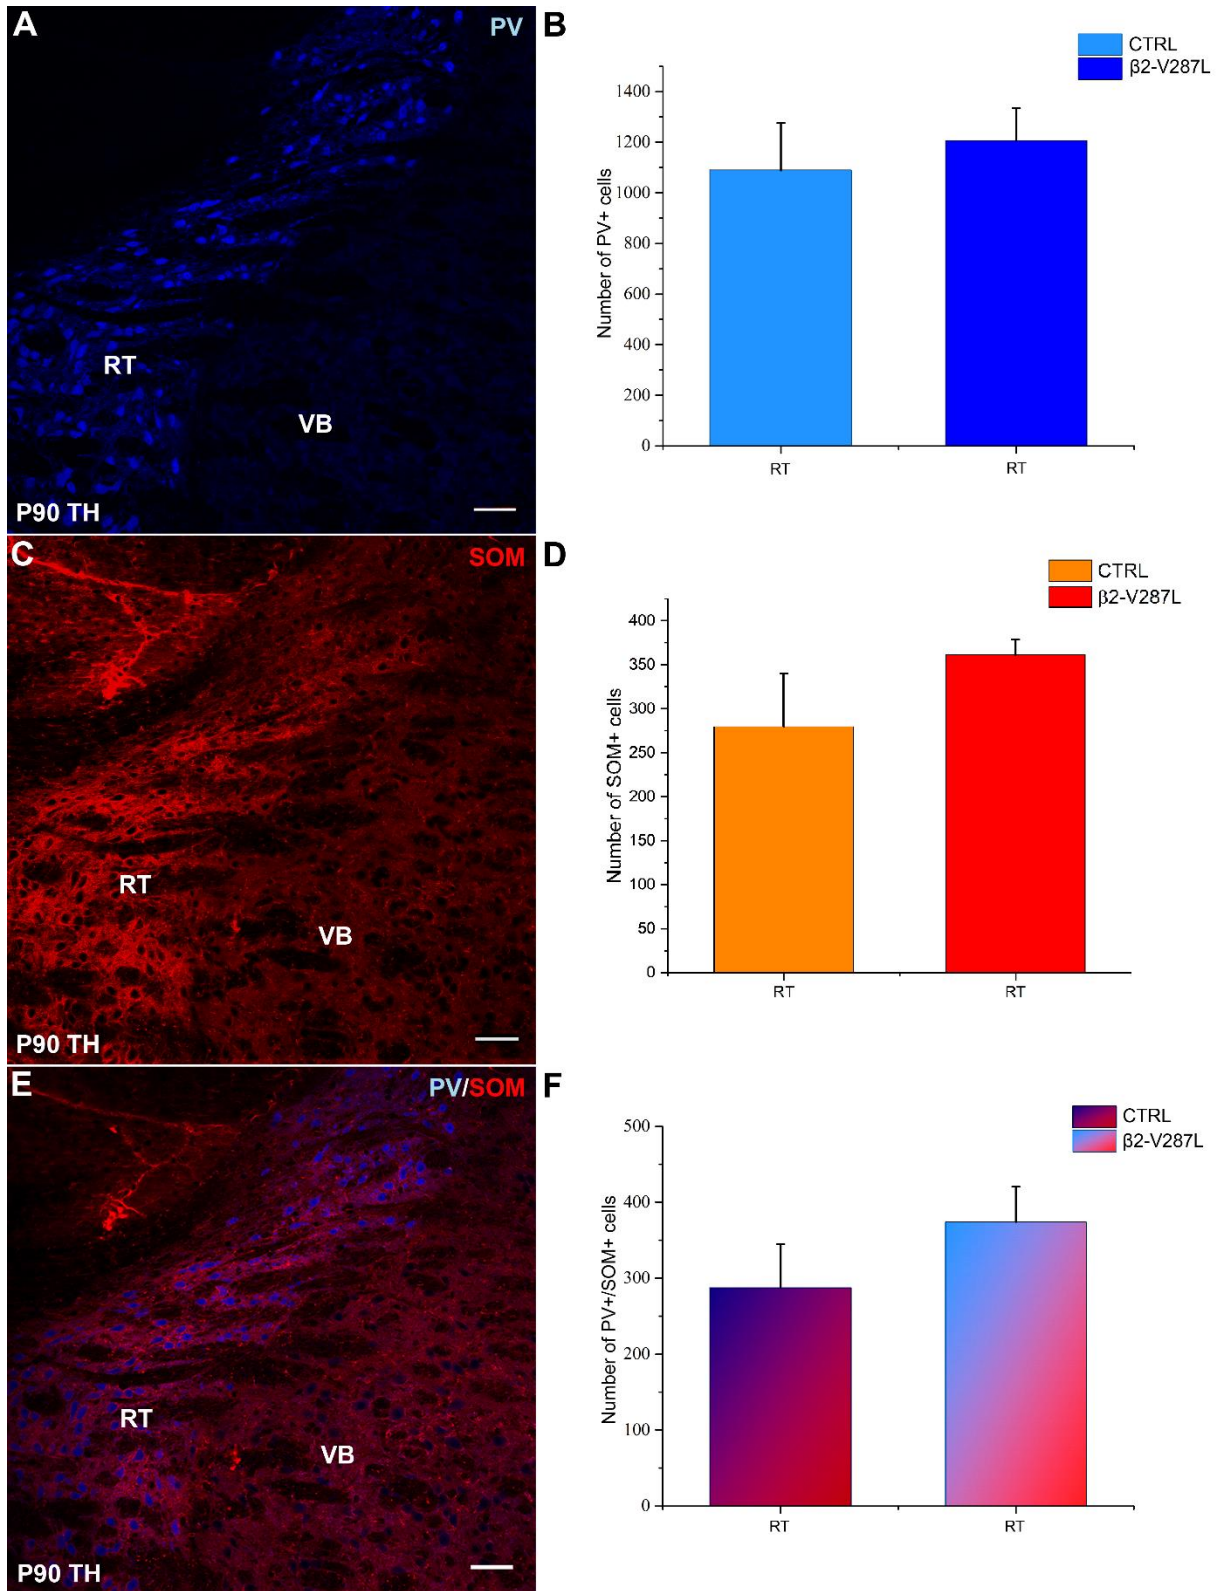 A
PV
RT
VB
P90 TH
B
CTRL
β2-V287L
Number of PV+ cells
1400
1200
1000
800
600
400
200
0
RT
RT
C
SOM
RT
VB
P90 TH
D
CTRL
β2-V287L
Number of SOM+ cells
400
350
300
250
200
150
100
50
0
RT
RT
E
PV/SOM
RT
VB
P90 TH
F
CTRL
β2-V287L
Number of PV+/SOM+ cells
500
400
300
200
100
0
RT
RT